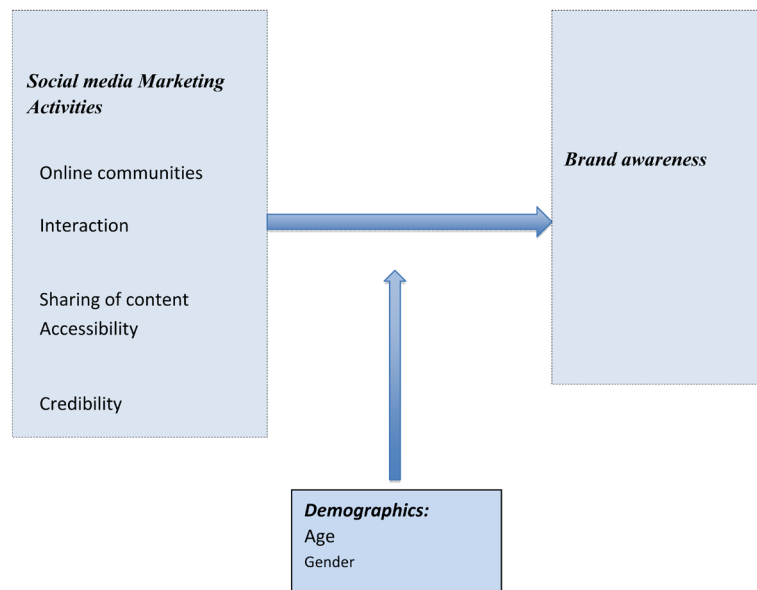 Social media Marketing
Activities
Online communities
Interaction
Sharing of content
Accessibility
Credibility
Brand awareness
Demographics:
Age
Gender